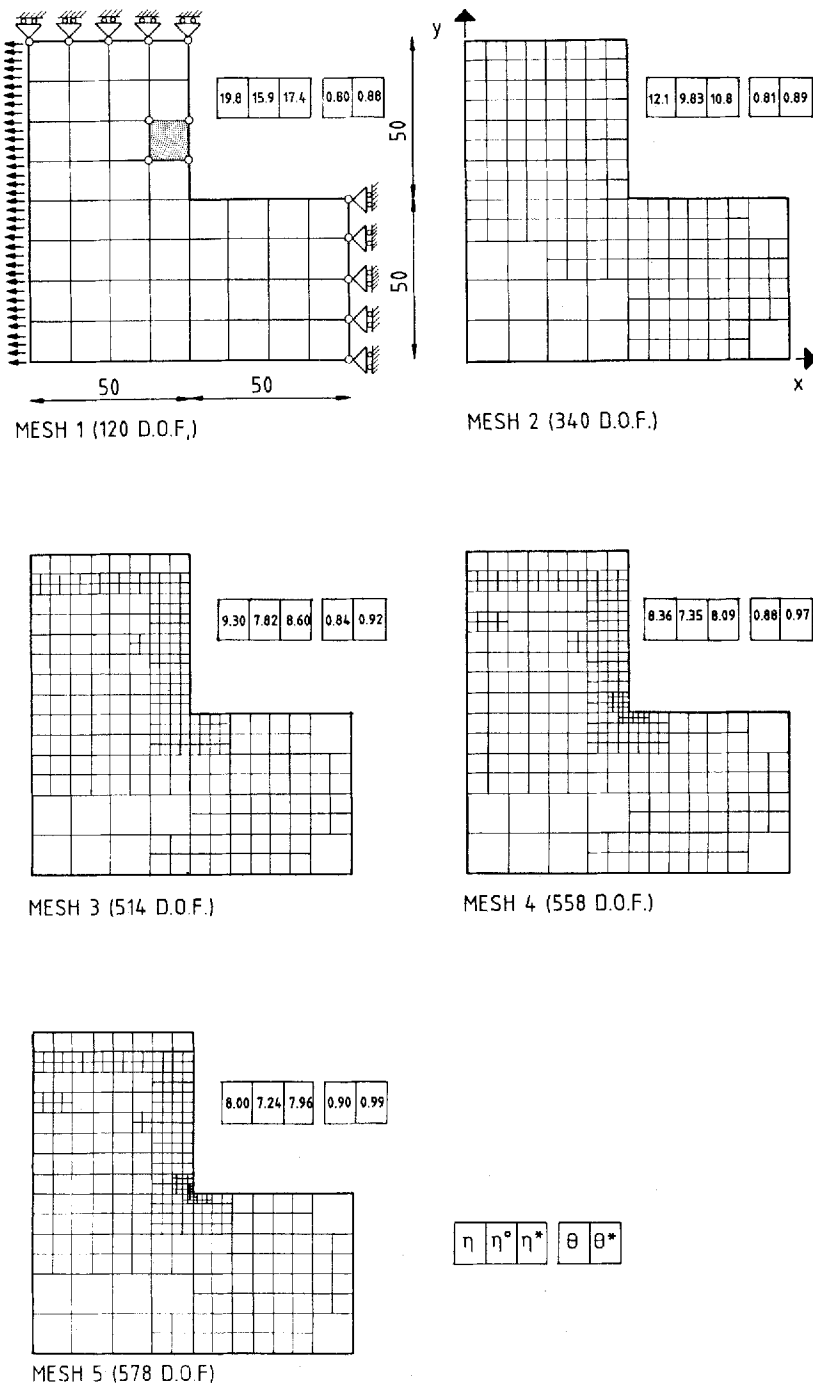 y
19.8 15.9 17.4 0.80 0.88
12.1 9.83 10.8 0.81 0.89
50
50
50 50
x
MESH 1 (120 D.O.F.)
MESH 2 (340 D.O.F.)
9.30 7.82 8.60 0.84 0.92
8.36 7.35 8.09 0.88 0.97
MESH 3 (514 D.O.F.)
MESH 4 (558 D.O.F.)
8.00 7.24 7.96 0.90 0.99
η η° η* θ θ*
MESH 5 (578 D.O.F)